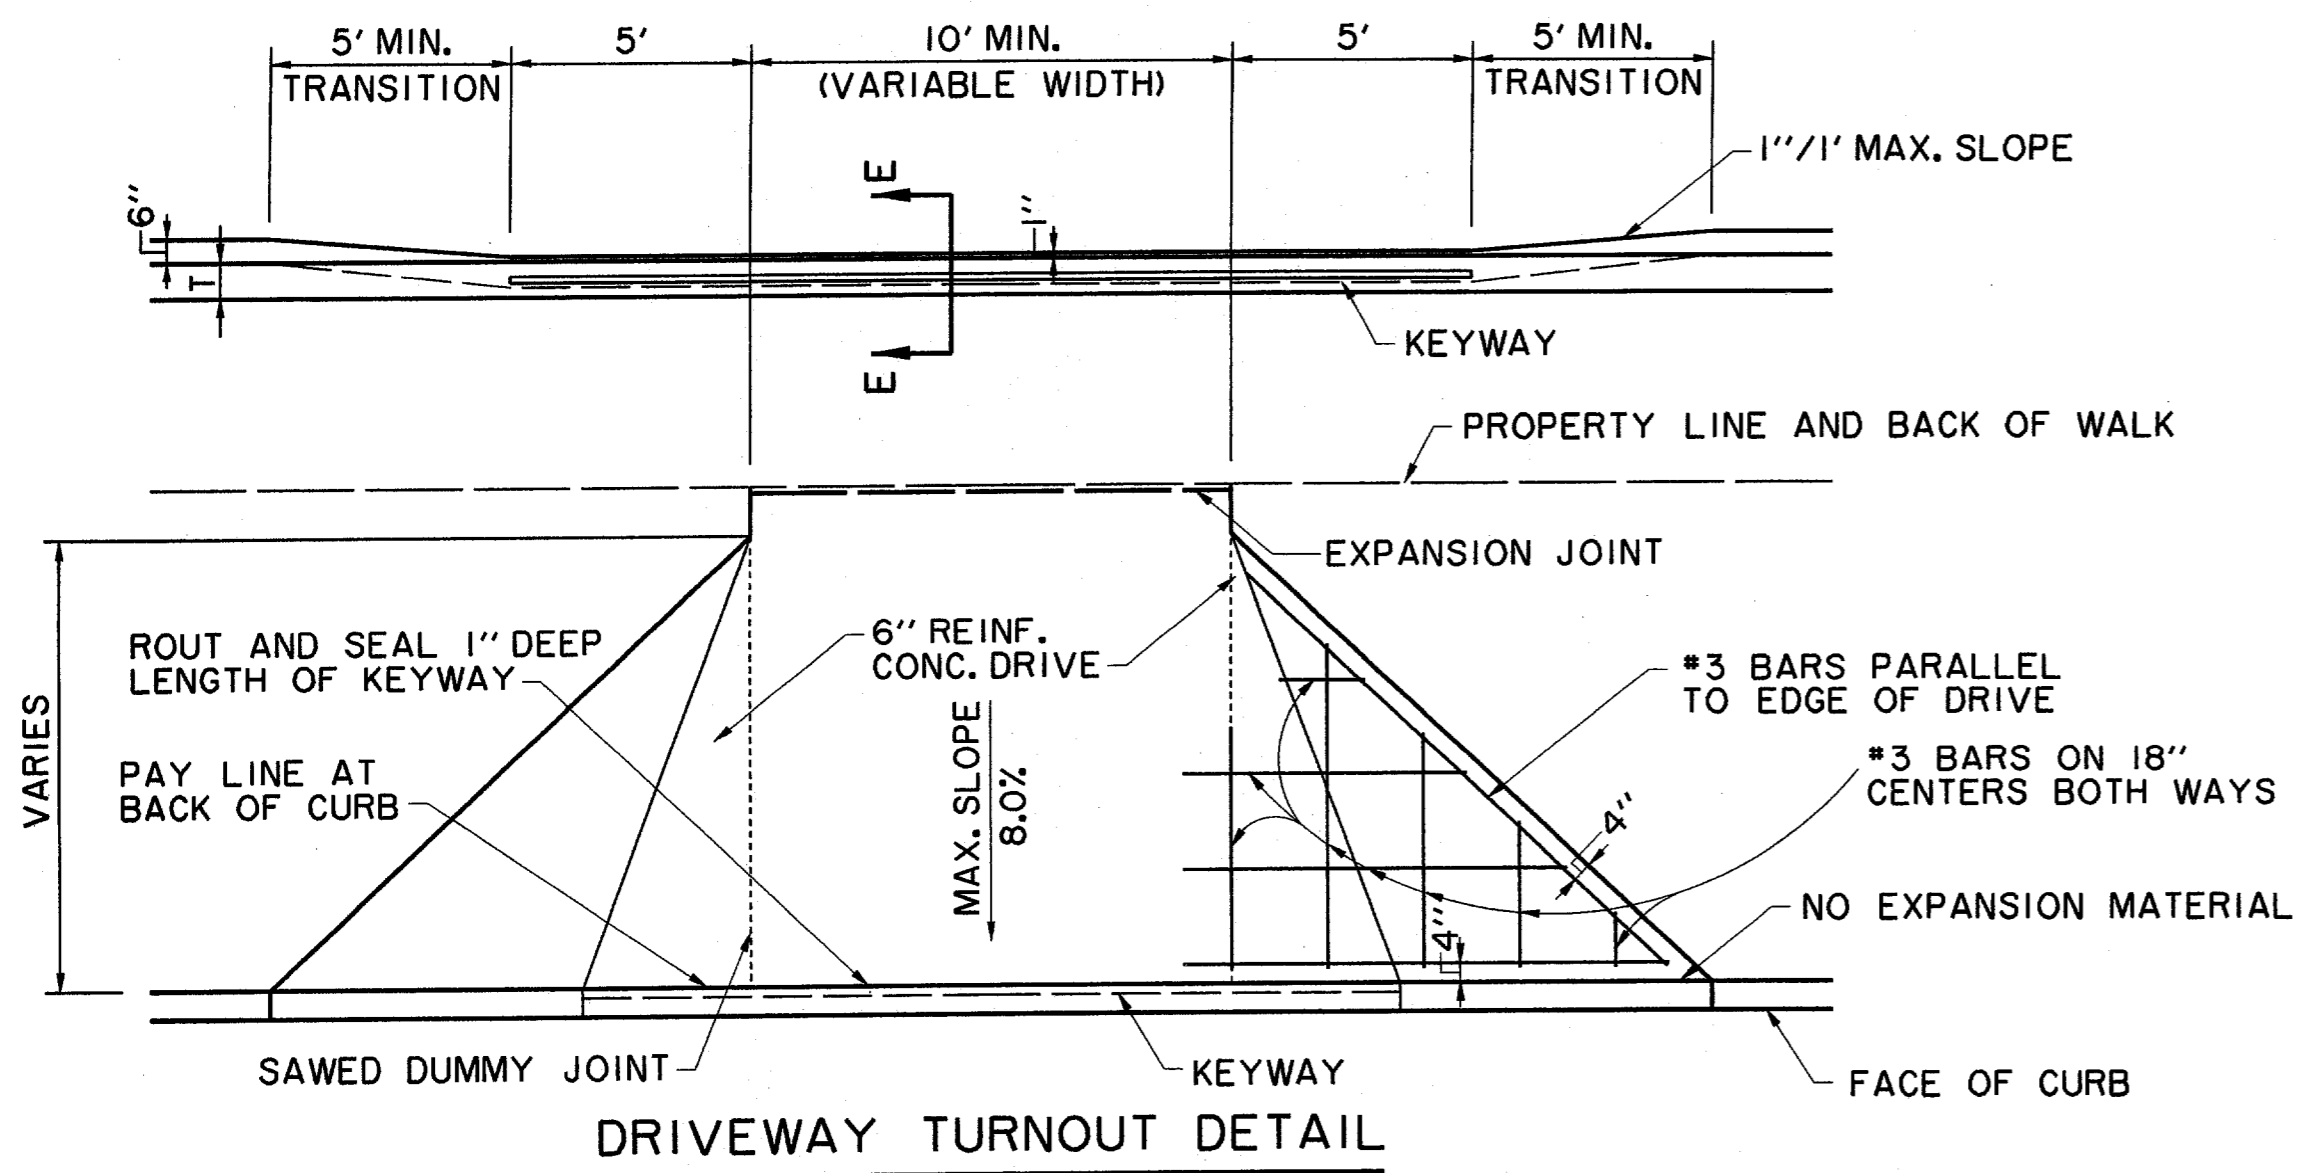 5' MIN.
TRANSITION
5'
10' MIN.
(VARIABLE WIDTH)
5'
5' MIN.
TRANSITION
1"/1' MAX. SLOPE
6"
T
E
1"
E
KEYWAY
PROPERTY LINE AND BACK OF WALK
EXPANSION JOINT
ROUT AND SEAL 1" DEEP
LENGTH OF KEYWAY
6" REINF.
CONC. DRIVE
#3 BARS PARALLEL
TO EDGE OF DRIVE
VARIES
PAY LINE AT
BACK OF CURB
MAX. SLOPE
8.0%
#3 BARS ON 18"
CENTERS BOTH WAYS
4"
4"
NO EXPANSION MATERIAL
SAWED DUMMY JOINT
KEYWAY
FACE OF CURB
DRIVEWAY TURNOUT DETAIL